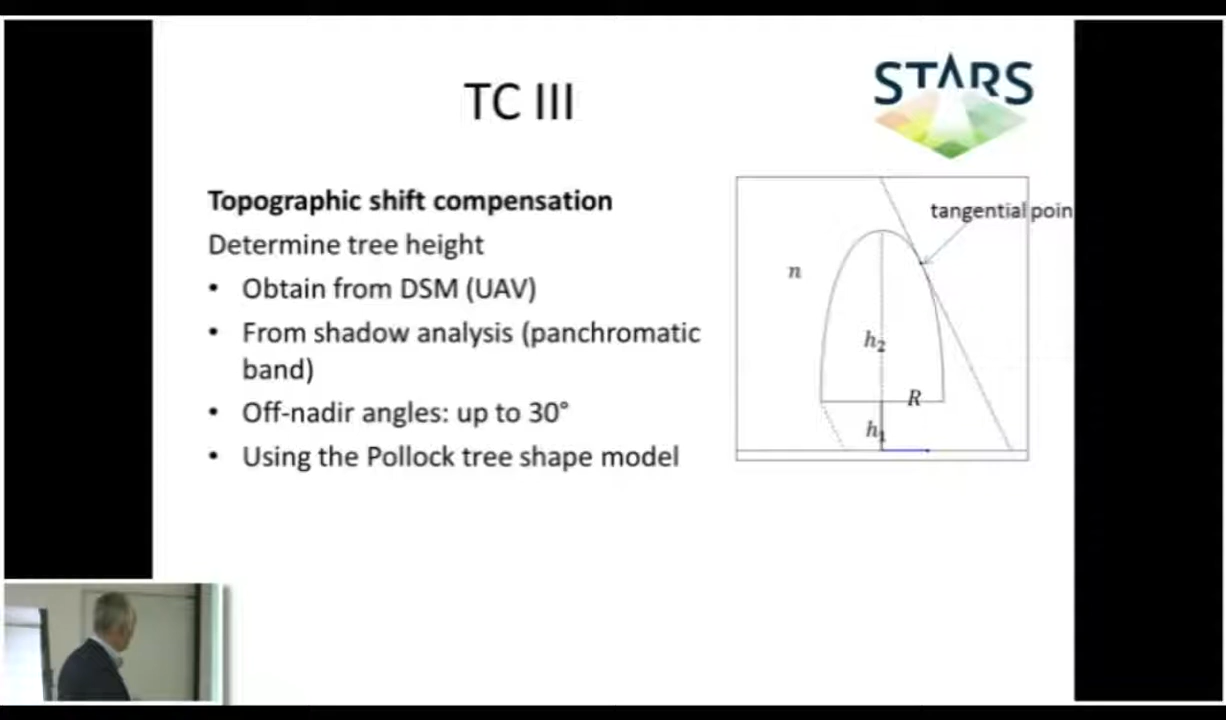 STARS
TC III
Topographic shift compensation
Determine tree height
• Obtain from DSM (UAV)
• From shadow analysis (panchromatic
band)
• Off-nadir angles: up to 30°
• Using the Pollock tree shape model
tangential poin
n
h₂
R
h₁